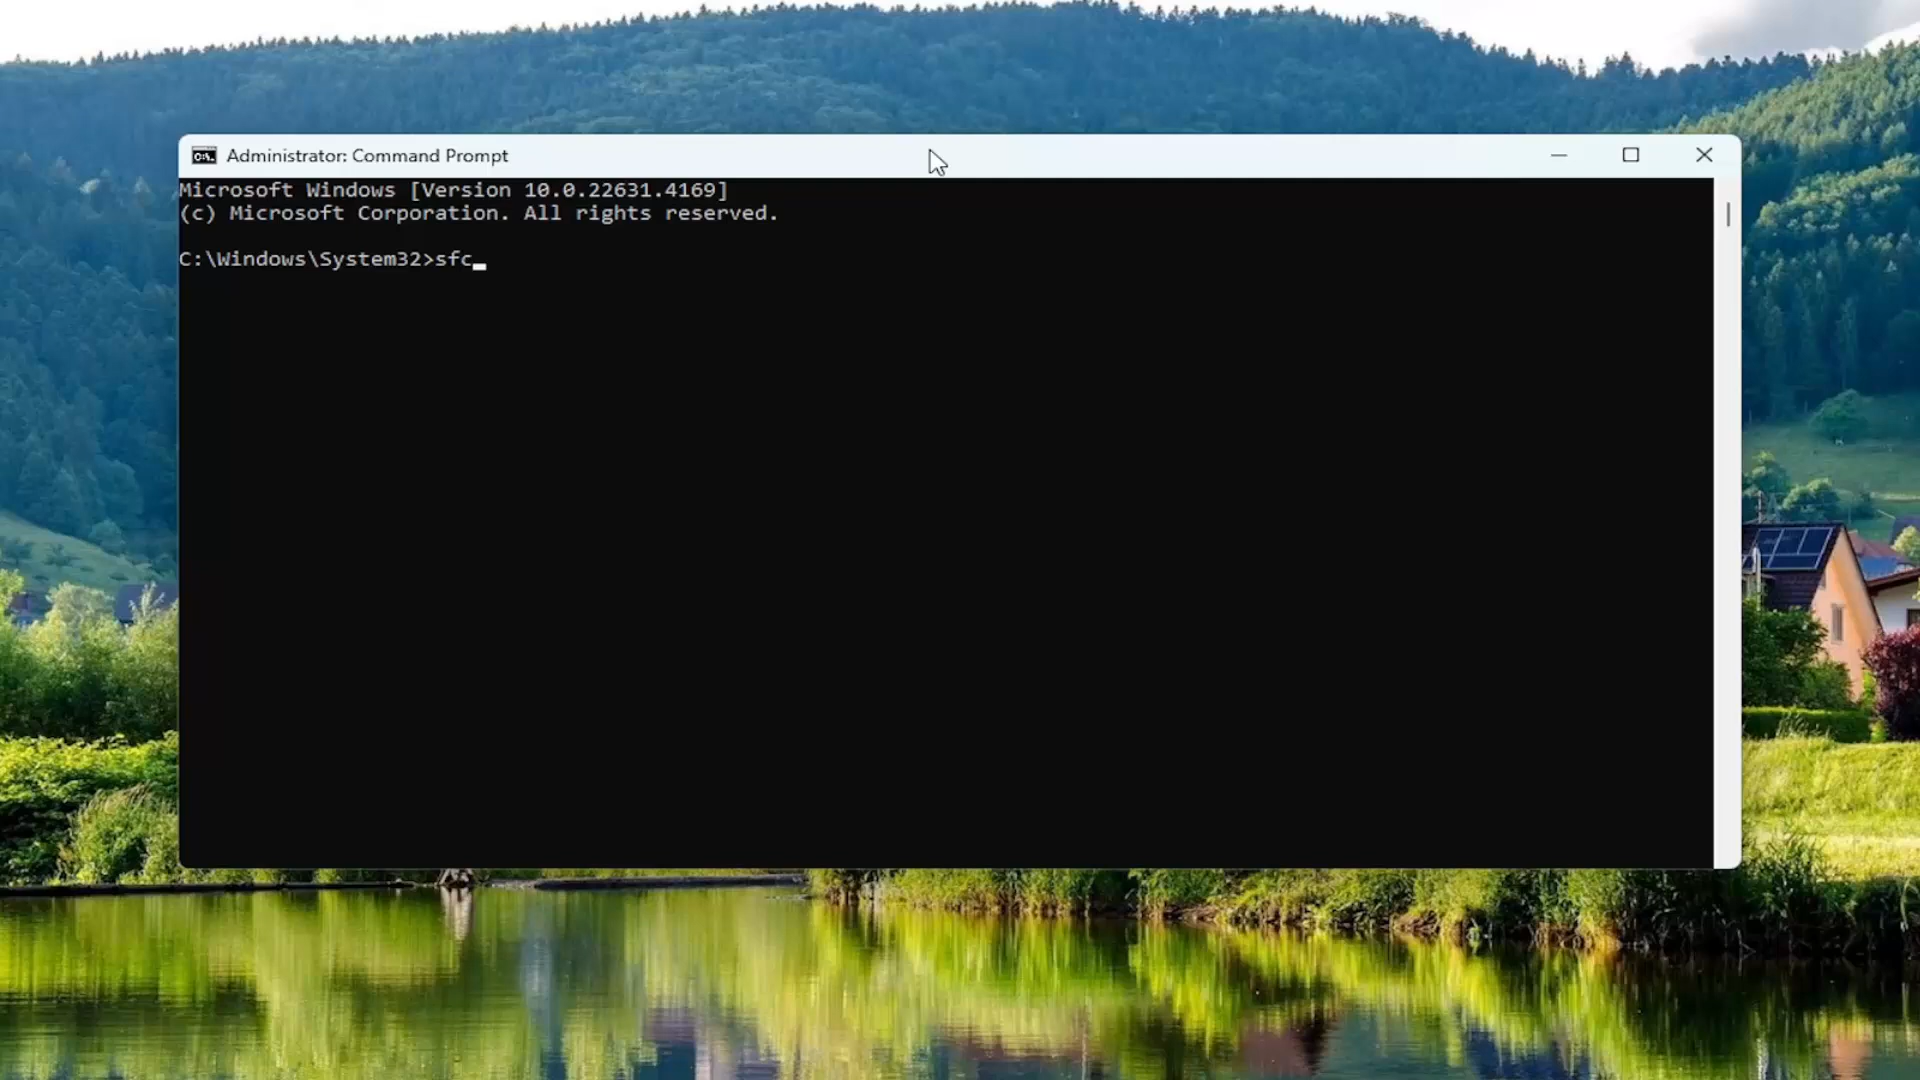 Administrator: Command Prompt
Microsoft Windows [Version 10.0.22631.4169]
(c) Microsoft Corporation. All rights reserved.
C:\Windows\System32>sfc